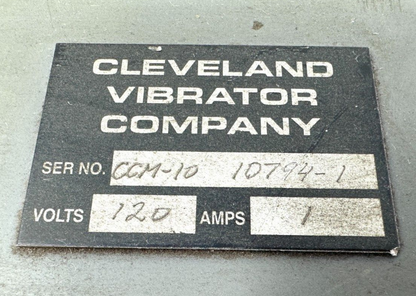 CLEVELAND
VIBRATOR
COMPANY
SER NO. CCM-10 10794-1
VOLTS 120 AMPS 1